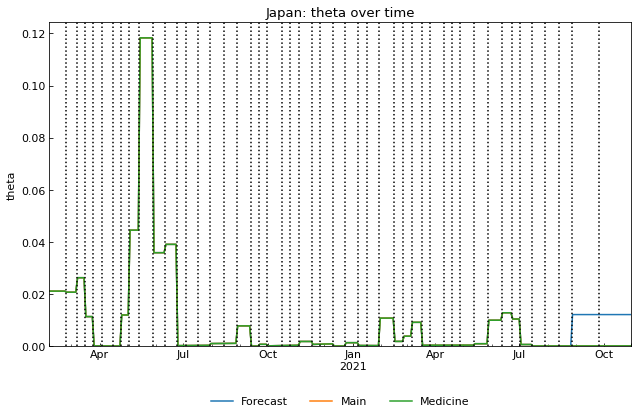 Japan: theta over time
theta
0.12
0.10
0.08
0.06
0.04
0.02
0.00
Apr Jul Oct Jan Apr Jul Oct
2021
Forecast Main Medicine